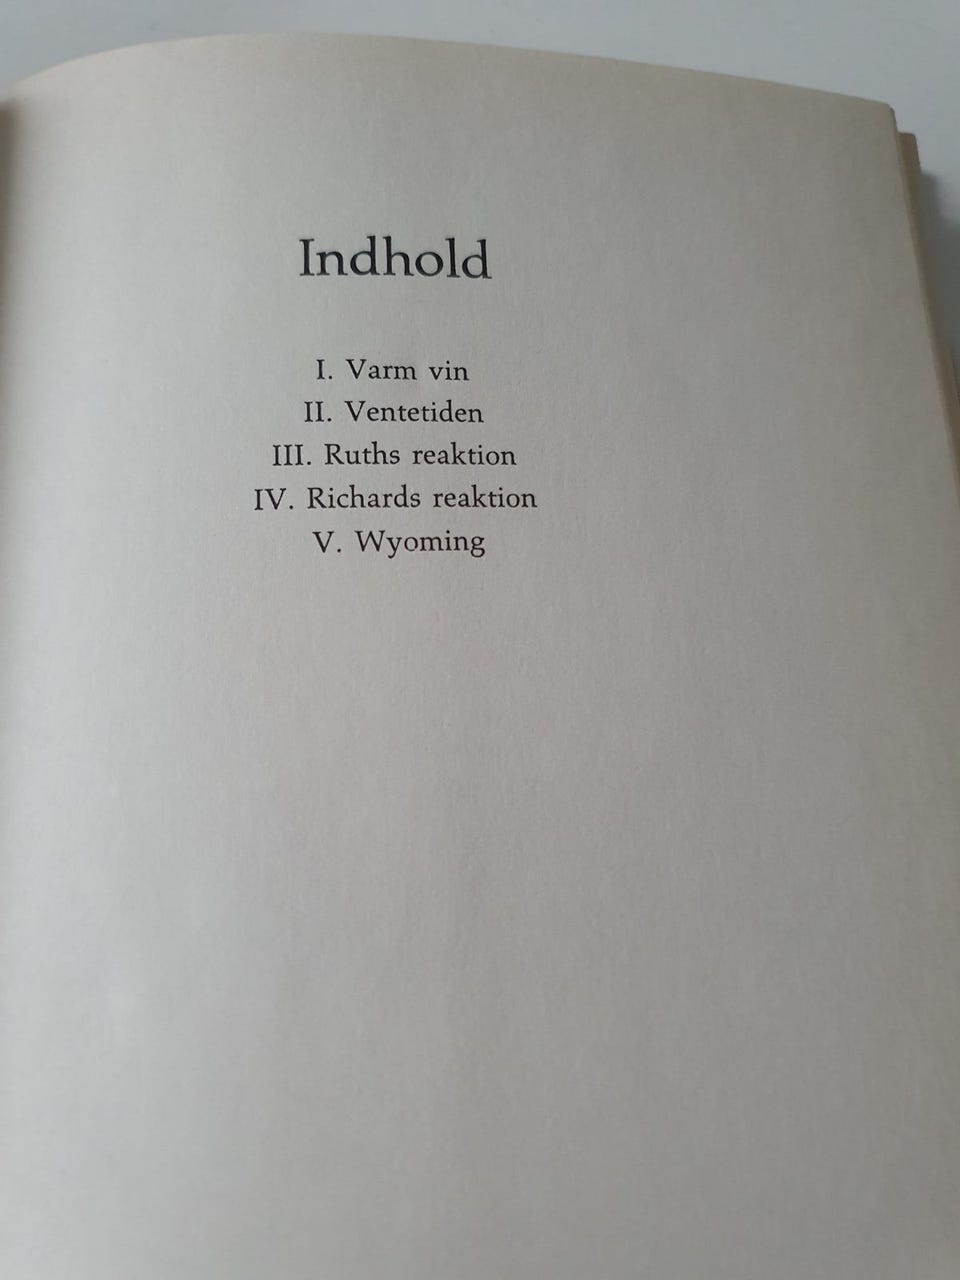 Indhold
I. Varm vin
II. Ventetiden
III. Ruths reaktion
IV. Richards reaktion
V. Wyoming